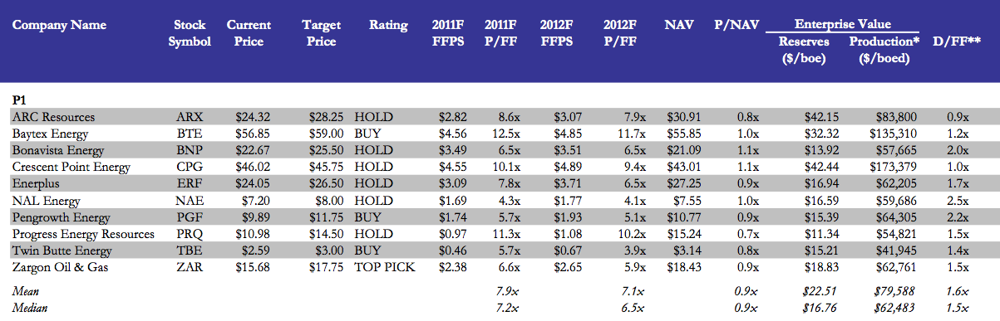 Company Name Stock Current Target Rating 2011F 2011F 2012F 2012F NAV P/NAV Enterprise Value
Symbol Price Price FFPS P/FF FFPS P/FF Reserves Production* D/FF**
($/boe) ($/boed)
P1
ARC Resources ARX $24.32 $28.25 HOLD $2.82 8.6x $3.07 7.9x $30.91 0.8x $42.15 $83,800 0.9x
Baytex Energy BTE $56.85 $59.00 BUY $4.56 12.5x $4.85 11.7x $55.85 1.0x $32.32 $135,310 1.2x
Bonavista Energy BNP $22.67 $25.50 HOLD $3.49 6.5x $3.51 6.5x $21.09 1.1x $13.92 $57,665 2.0x
Crescent Point Energy CPG $46.02 $45.75 HOLD $4.55 10.1x $4.89 9.4x $43.01 1.1x $42.44 $173,379 1.0x
Enerplus ERF $24.05 $26.50 HOLD $3.09 7.8x $3.71 6.5x $27.25 0.9x $16.94 $62,205 1.7x
NAL Energy NAE $7.20 $8.00 HOLD $1.69 4.3x $1.77 4.1x $7.55 1.0x $16.59 $59,686 2.5x
Pengrowth Energy PGF $9.89 $11.75 BUY $1.74 5.7x $1.93 5.1x $10.77 0.9x $15.39 $64,305 2.2x
Progress Energy Resources PRQ $10.98 $14.50 HOLD $0.97 11.3x $1.08 10.2x $15.24 0.7x $11.34 $54,821 1.5x
Twin Butte Energy TBE $2.59 $3.00 BUY $0.46 5.7x $0.67 3.9x $3.14 0.8x $15.21 $41,945 1.4x
Zargon Oil & Gas ZAR $15.68 $17.75 TOP PICK $2.38 6.6x $2.65 5.9x $18.43 0.9x $18.83 $62,761 1.5x
Mean 7.9x 7.1x 0.9x $22.51 $79,588 1.6x
Median 7.2x 6.5x 0.9x $16.76 $62,483 1.5x